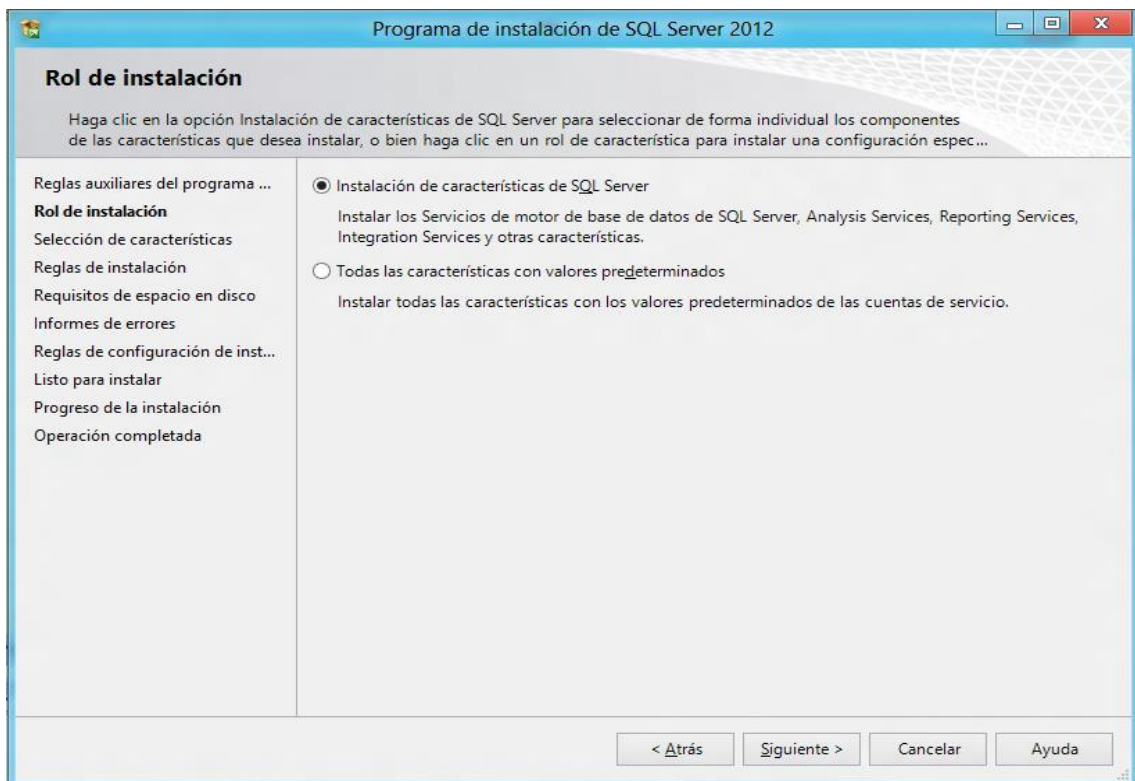 Programa de instalación de SQL Server 2012
Rol de instalación
Haga clic en la opción Instalación de características de SQL Server para seleccionar de forma individual los componentes
de las características que desea instalar, o bien haga clic en un rol de característica para instalar una configuración espec...
Reglas auxiliares del programa ...
Rol de instalación
Selección de características
Reglas de instalación
Requisitos de espacio en disco
Informes de errores
Reglas de configuración de inst...
Listo para instalar
Progreso de la instalación
Operación completada
Instalación de características de SQL Server
Instalar los Servicios de motor de base de datos de SQL Server, Analysis Services, Reporting Services,
Integration Services y otras características.
Todas las características con valores predeterminados
Instalar todas las características con los valores predeterminados de las cuentas de servicio.
< Atrás
Siguiente >
Cancelar
Ayuda